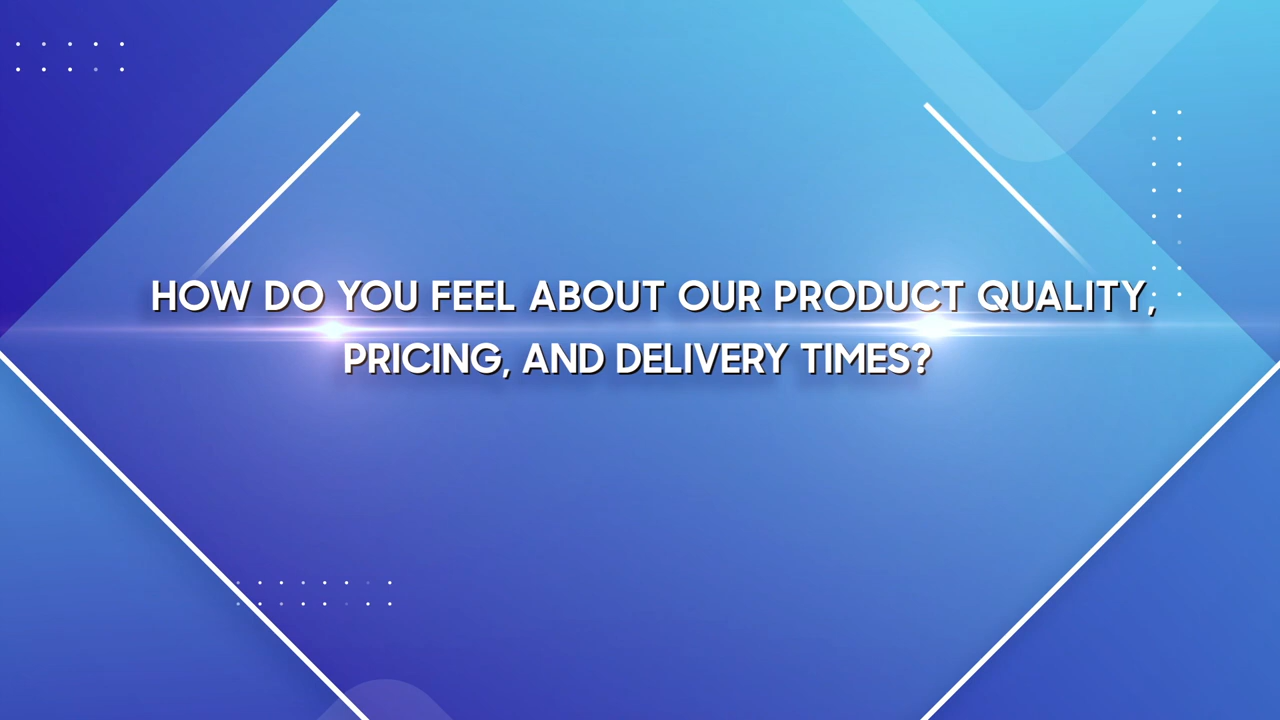 HOW DO YOU FEEL ABOUT OUR PRODUCT QUALITY,
PRICING, AND DELIVERY TIMES?